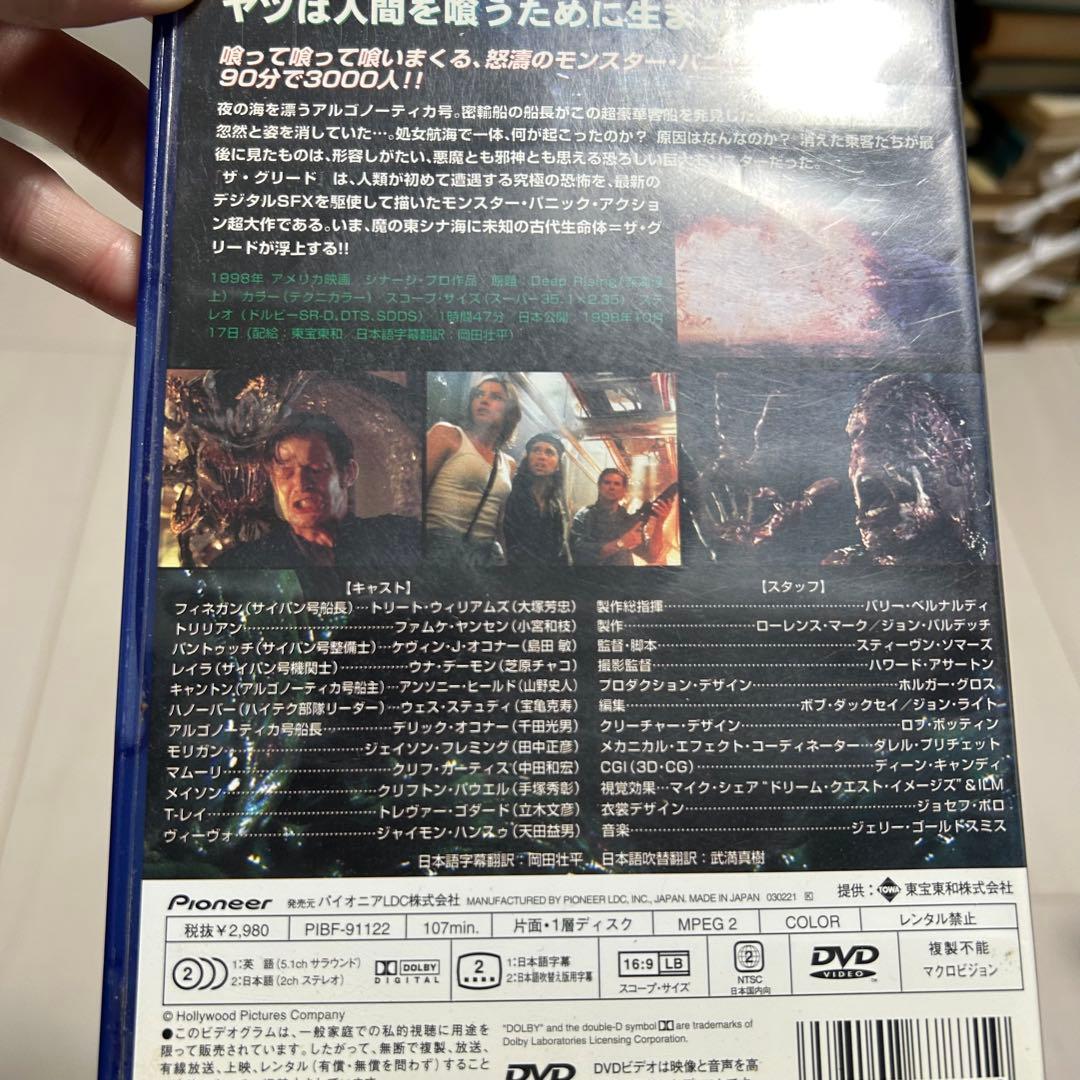 ヤツは人間を喰うために生ま
喰って喰って喰いまくる、怒濤のモンスター・パニ
90分で3000人!!
夜の海を漂うアルゴノーティカ号。密輸船の船長がこの超豪華客船を発見した
忽然と姿を消していた…。処女航海で一体、何が起こったのか? 原因はなんなのか? 消えた乗客たちが最
後に見たものは、形容しがたい、悪魔とも邪神とも思える恐ろしい巨大モンスターだった。
『ザ・グリード』は、人類が初めて遭遇する究極の恐怖を、最新の
デジタルSFXを駆使して描いたモンスター・パニック・アクショ
ン超大作である。いま、魔の東シナ海に未知の古代生命体=ザ・グ
リードが浮上する!!
1998年 アメリカ映画 シナージ・プロ作品 原題:Deep Rising
上) カラー(テクニカラー) スコープ・サイズ(スーパー35.1×2.35) ステ
レオ(ドルビーSR-D、DTS、SDDS) 1時間47分 日本公開:1998年10月
17日(配給:東宝東和 日本語字幕翻訳:岡田壮平)
【キャスト】
フィネガン(サイパン号船長)…トリート・ウィリアムズ(大塚芳忠)
トリリアン…ファムケ・ヤンセン(小宮和枝)
パントゥッチ(サイパン号整備士)…ケヴィン・J・オコナー(島田 敏)
レイラ(サイパン号機関士)…ウナ・デーモン(芝原チャコ)
キャントン(アルゴノーティカ号船主)…アンソニー・ヒールド(山野史人)
ハノーバー(ハイテク部隊リーダー)…ウェス・ステュディ(宝亀克寿)
アルゴノーティカ号船長…デリック・オコナー(千田光男)
モリガン…ジェイソン・フレミング(田中正彦)
マムーリ…クリフ・カーティス(中田和宏)
メイソン…クリフトン・パウエル(手塚秀彰)
T-レイ…トレヴァー・ゴダード(立木文彦)
ヴィーヴォ…ジャイモン・ハンスゥ(天田益男)
【スタッフ】
製作総指揮…バリー・ベルナルディ
製作…ローレンス・マーク/ジョン・バルデッチ
監督・脚本…スティーヴン・ソマーズ
撮影監督…ハワード・アサートン
プロダクション・デザイン…ホルガー・グロス
編集…ボブ・ダックセイ/ジョン・ライト
クリーチャー・デザイン…ロブ・ボッティン
メカニカル・エフェクト・コーディネーター…ダレル・プリチェット
CGI(3D・CG)…ディーン・キャンディ
視覚効果…マイク・シェア“ドリーム・クエスト・イメージズ”&ILM
衣裳デザイン…ジョセフ・ポロ
音楽…ジェリー・ゴールドスミス
日本語字幕翻訳:岡田壮平 日本語吹替翻訳:武満真樹
Pioneer 発売元 パイオニアLDC株式会社 MANUFACTURED BY PIONEER LDC, INC., JAPAN. MADE IN JAPAN 030221 提供: TOWA 東宝東和株式会社
税抜¥2,980 PIBF-91122 107min. 片面・1層ディスク MPEG 2 COLOR レンタル禁止
2 1:英 語(5.1ch サラウンド)
2:日本語(2ch ステレオ)
DOLBY
DIGITAL
2 1:日本語字幕
2:日本語吹替え版用字幕
16:9 LB
スコープ・サイズ
2
NTSC
日本国内向
DVD
VIDEO
複製不能
マクロビジョン
© Hollywood Pictures Company
●このビデオグラムは、一般家庭での私的視聴に用途を
限って販売されています。したがって、無断で複製、放送、
有線放送、上映、レンタル(有償・無償を問わず)すること
"DOLBY" and the double-D symbol are trademarks of
Dolby Laboratories Licensing Corporation.
DVD
DVDビデオは映像と音声を高